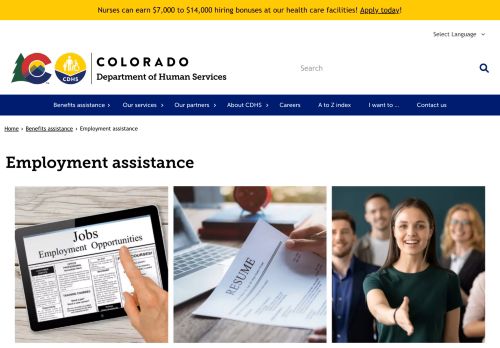 Nurses can earn $7,000 to $14,000 hiring bonuses at our health care facilities! Apply today!
Select Language
COLORADO
Department of Human Services
CDHS
Search
Benefits assistance › Our services › Our partners › About CDHS › Careers A to Z index I want to ... Contact us
Home › Benefits assistance › Employment assistance
Employment assistance
Jobs
Employment Opportunities
RESUME